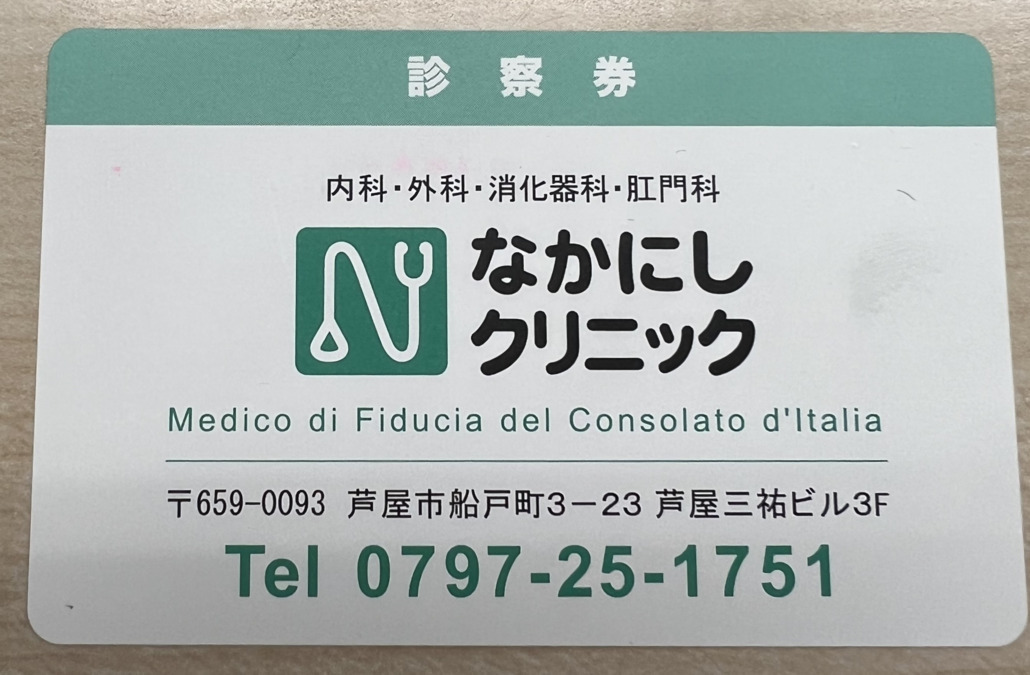 診察券
内科・外科・消化器科・肛門科
なかにし
クリニック
Medico di Fiducia del Consolato d'Italia
〒659-0093 芦屋市船戸町3－23 芦屋三祐ビル3F
Tel 0797-25-1751